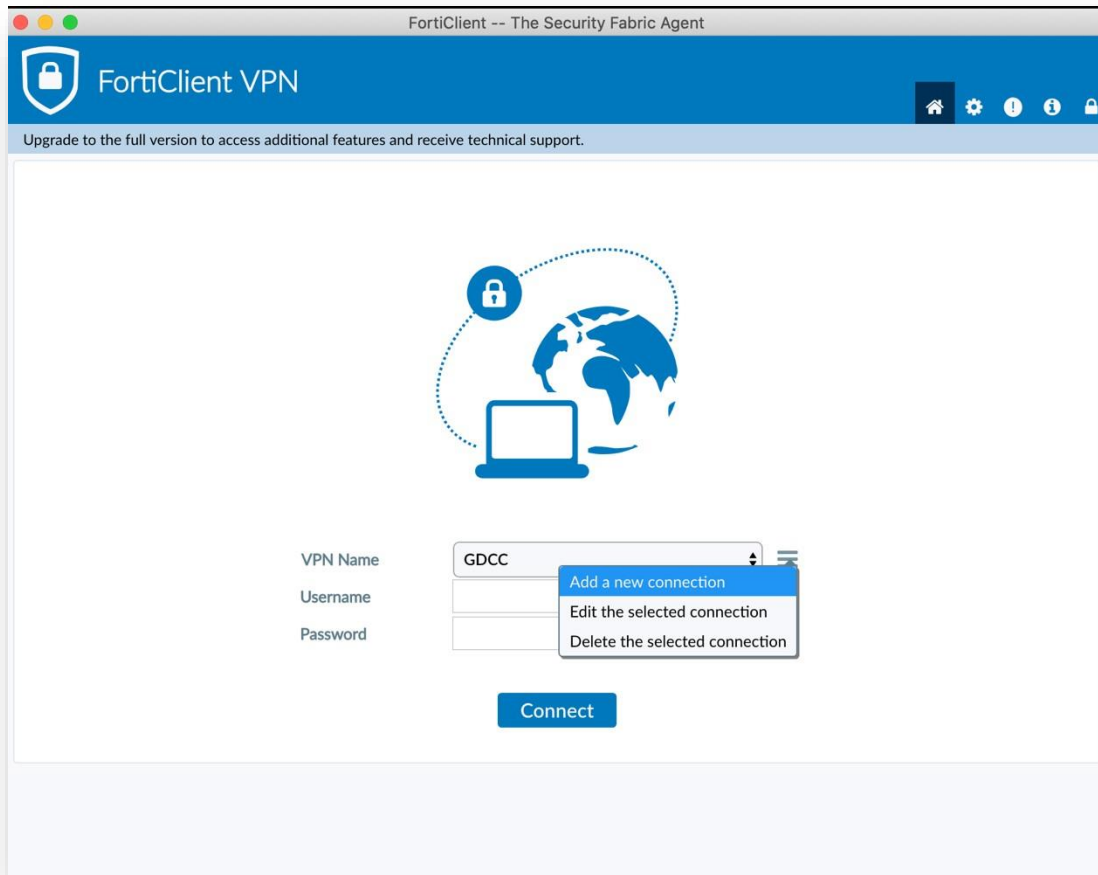 FortiClient -- The Security Fabric Agent
FortiClient VPN
Upgrade to the full version to access additional features and receive technical support.
VPN Name
GDCC
Add a new connection
Username
Edit the selected connection
Password
Delete the selected connection
Connect